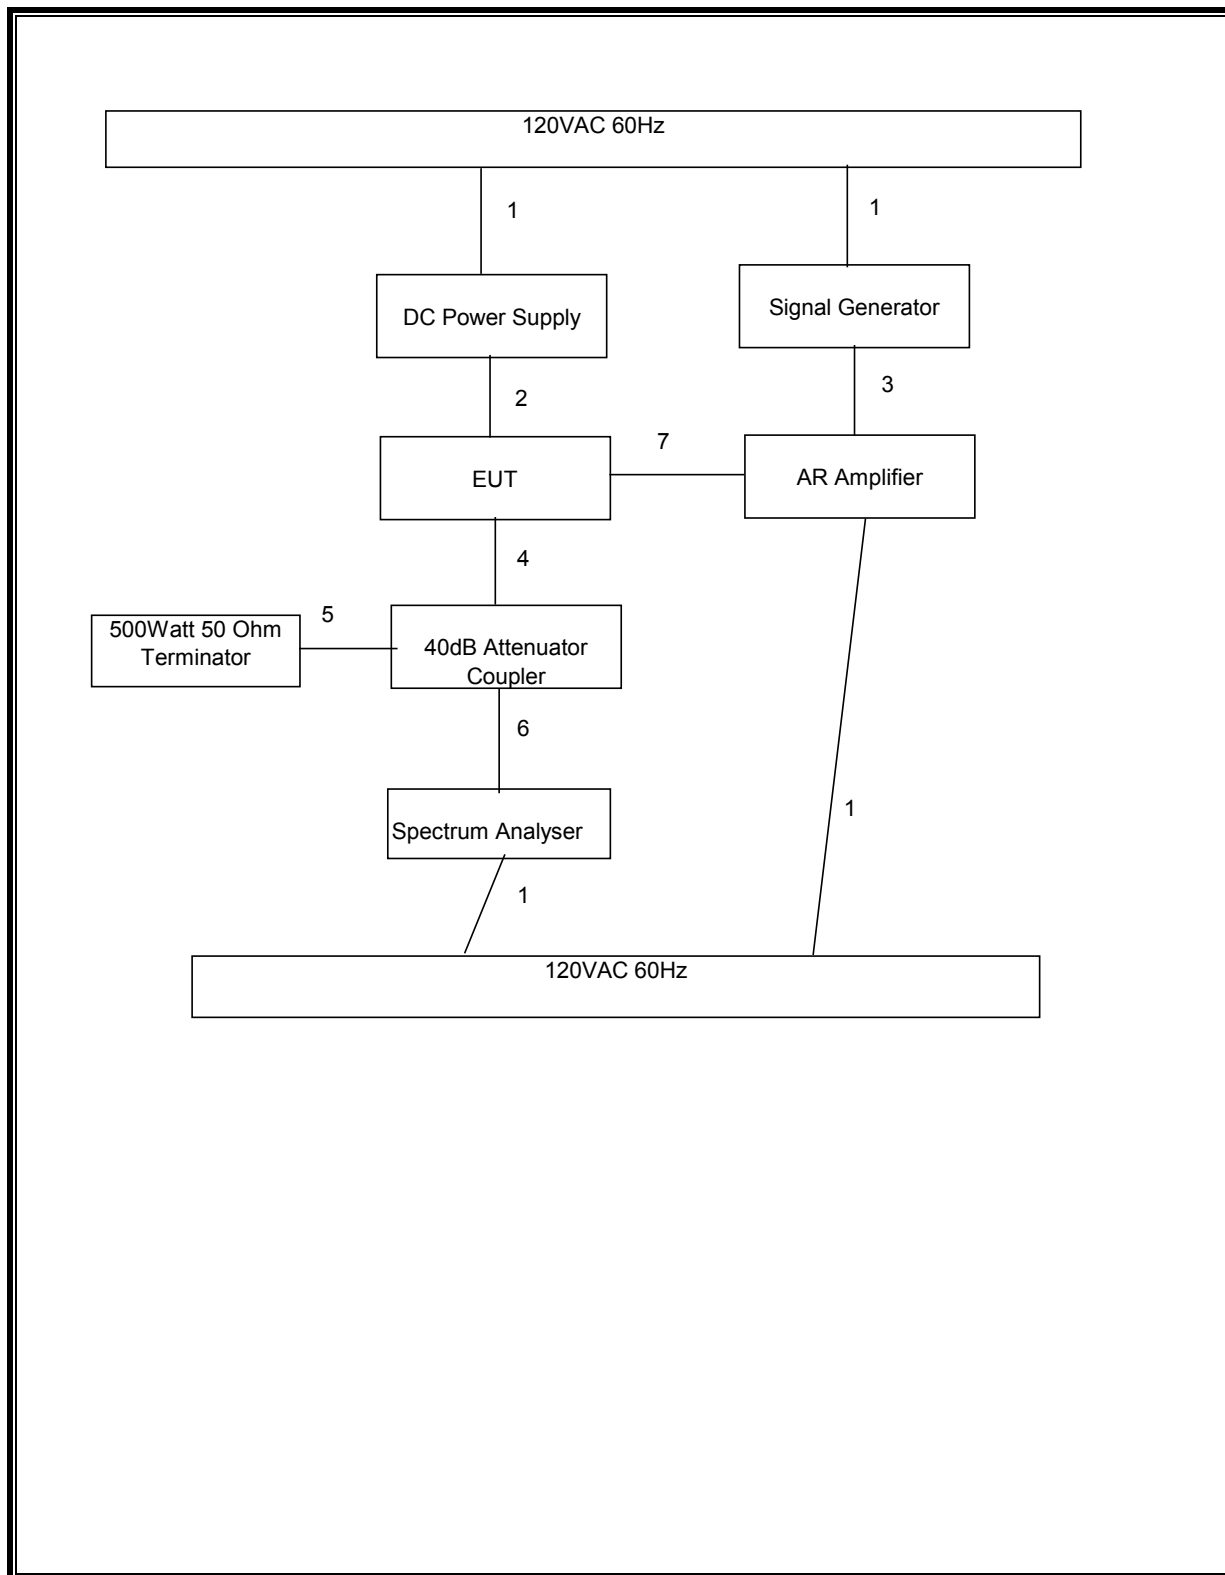 120VAC 60Hz
1
1
DC Power Supply
Signal Generator
2
3
EUT
7
AR Amplifier
4
500Watt 50 Ohm
Terminator
5
40dB Attenuator
Coupler
6
Spectrum Analyser
1
1
120VAC 60Hz